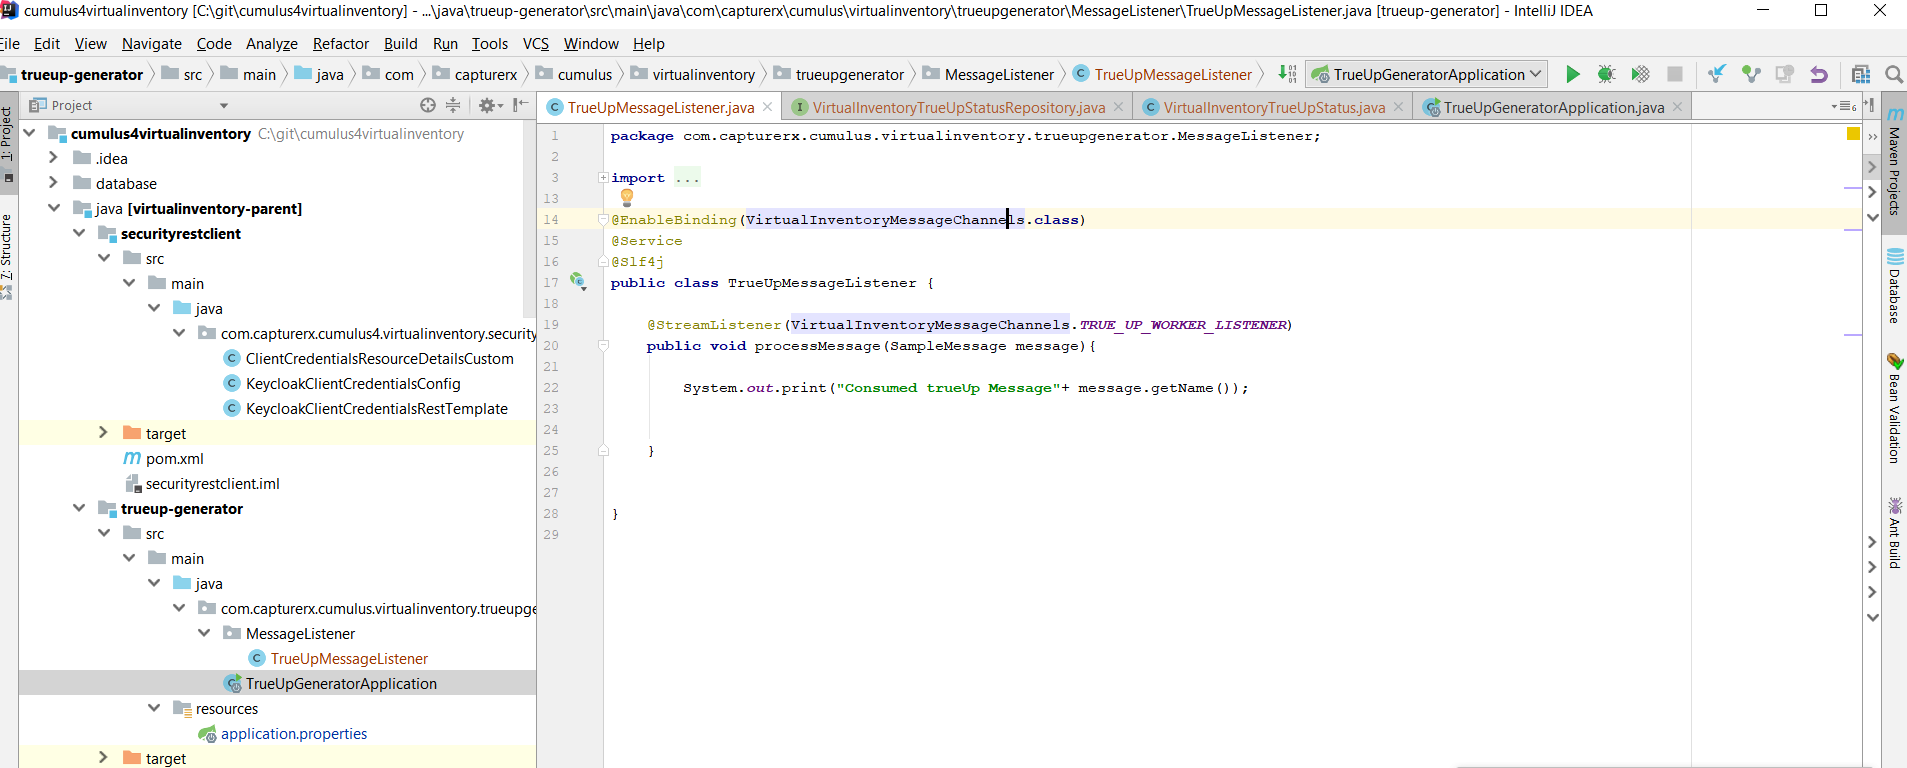 cumulus4virtualinventory [C:\git\cumulus4virtualinventory] - ...\java\trueup-generator\src\main\java\com\capturerx\cumulus\virtualinventory\trueupgenerator\MessageListener\TrueUpMessageListener.java [trueup-generator] - IntelliJ IDEA
File Edit View Navigate Code Analyze Refactor Build Run Tools VCS Window Help
trueup-generator src main java com capturerx cumulus virtualinventory trueupgenerator MessageListener TrueUpMessageListener TrueUpGeneratorApplication
Project
TrueUpMessageListener.java VirtualInventoryTrueUpStatusRepository.java VirtualInventoryTrueUpStatus.java TrueUpGeneratorApplication.java
1: Project
7: Structure
cumulus4virtualinventory C:\git\cumulus4virtualinventory
.idea
database
java [virtualinventory-parent]
securityrestclient
src
main
java
com.capturerx.cumulus4.virtualinventory.security
ClientCredentialsResourceDetailsCustom
KeycloakClientCredentialsConfig
KeycloakClientCredentialsRestTemplate
target
pom.xml
securityrestclient.iml
trueup-generator
src
main
java
com.capturerx.cumulus.virtualinventory.trueupge
MessageListener
TrueUpMessageListener
TrueUpGeneratorApplication
resources
application.properties
target
1 package com.capturerx.cumulus.virtualinventory.trueupgenerator.MessageListener;
2
3 import ...
13
14 @EnableBinding(VirtualInventoryMessageChannels.class)
15 @Service
16 @Slf4j
17 public class TrueUpMessageListener {
18
19 @StreamListener(VirtualInventoryMessageChannels.TRUE_UP_WORKER_LISTENER)
20 public void processMessage(SampleMessage message){
21
22 System.out.print("Consumed trueUp Message"+ message.getName());
23
24
25 }
26
27
28 }
29
Maven Projects
Database
Bean Validation
Ant Build